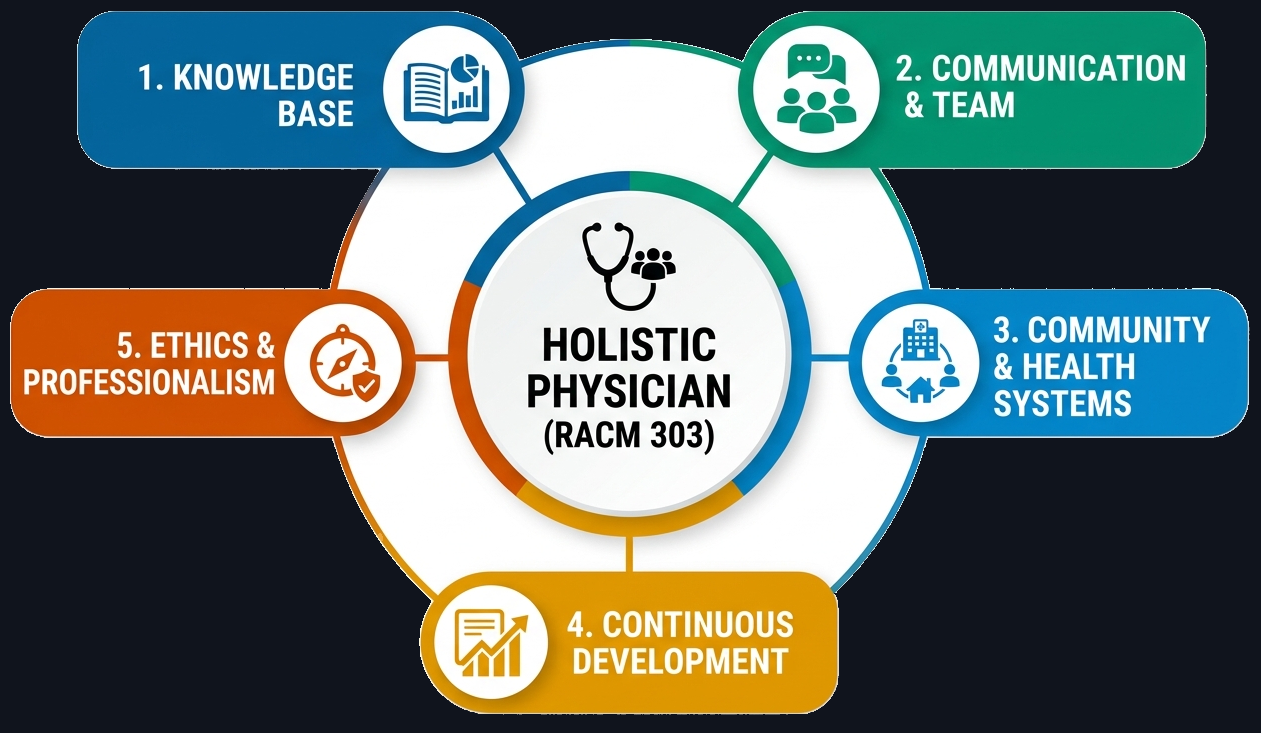 1. KNOWLEDGE
BASE
2. COMMUNICATION
& TEAM
HOLISTIC
PHYSICIAN
(RACM 303)
3. COMMUNITY
& HEALTH
SYSTEMS
4. CONTINUOUS
DEVELOPMENT
5. ETHICS &
PROFESSIONALISM